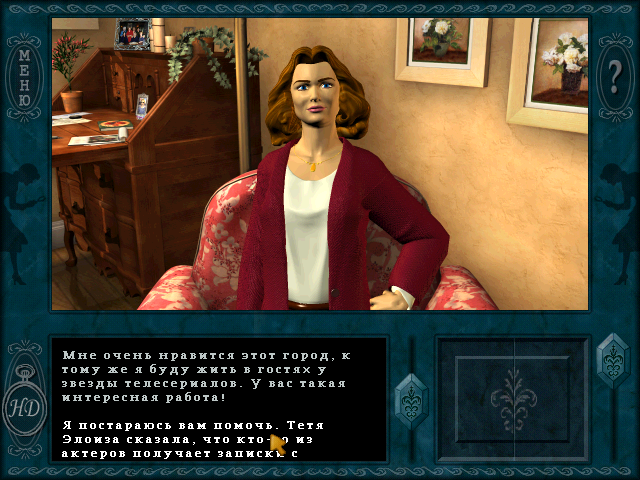 МЕНЮ
?
Мне очень нравится этот город, к
тому же я буду жить в гостях у
звезды телесериалов. У вас такая
интересная работа!
Я постараюсь вам помочь. Тетя
Элоиза сказала, что кто-то из
актеров получает записки с
HD